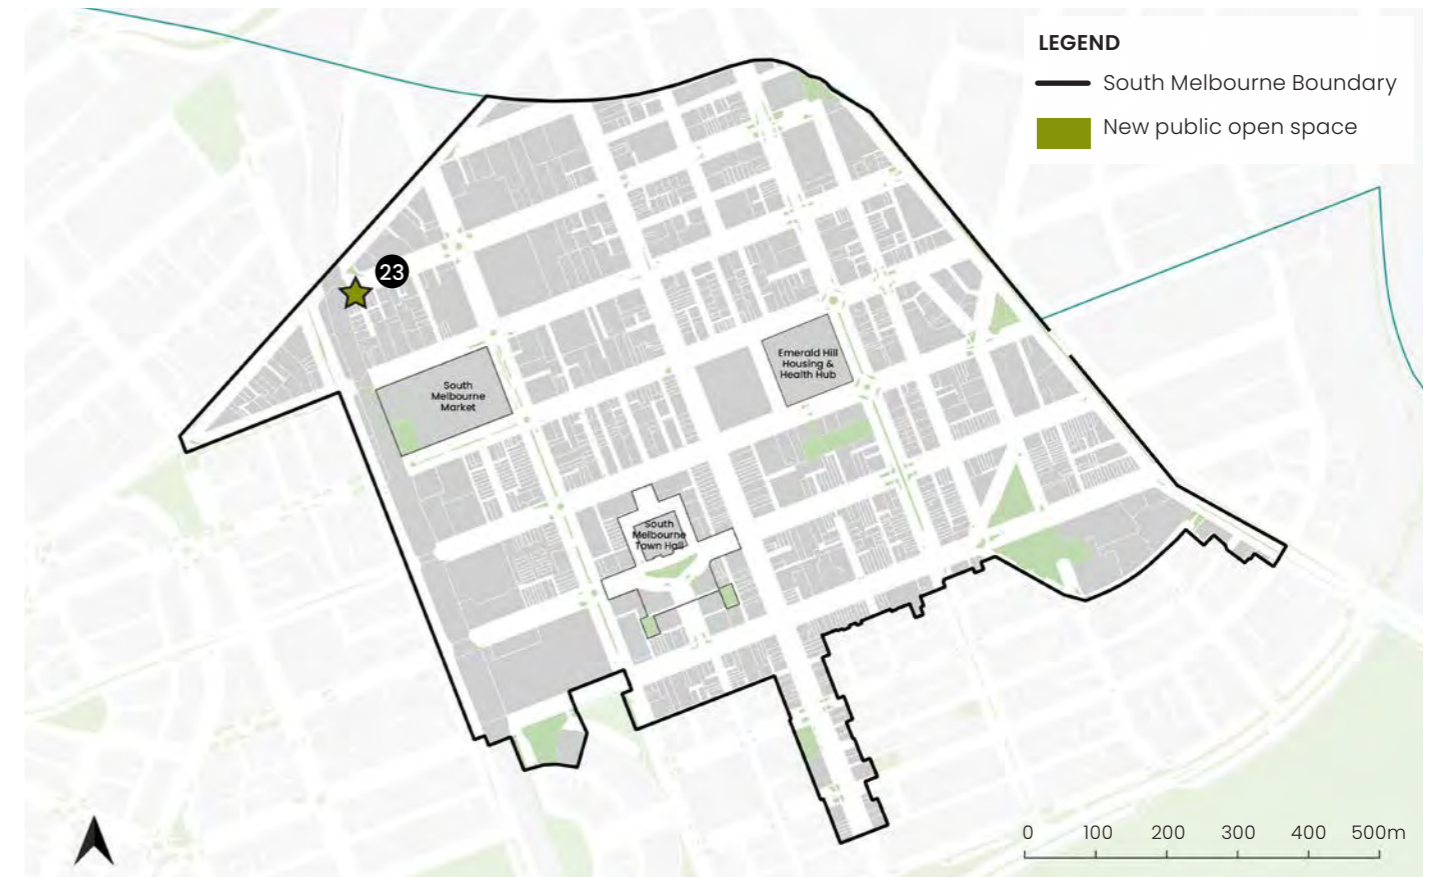 LEGEND
South Melbourne Boundary
New public open space
23
Emerald Hill
Housing &
Health Hub
South
Melbourne
Market
South
Melbourne
Town Hall
0 100 200 300 400 500m